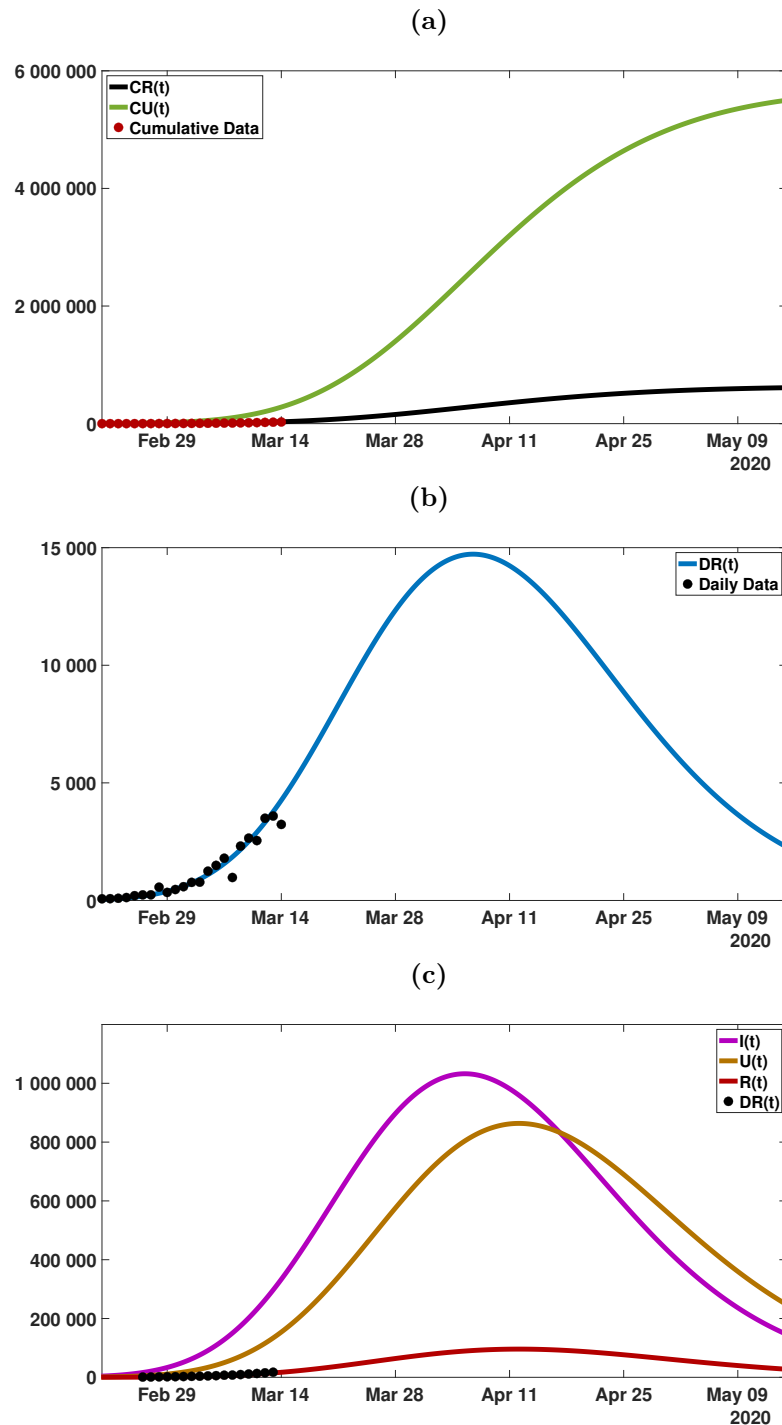 (a)
6 000 000
CR(t)
CU(t)
Cumulative Data
4 000 000
2 000 000
0
Feb 29 Mar 14 Mar 28 Apr 11 Apr 25 May 09
2020
(b)
15 000
DR(t)
Daily Data
10 000
5 000
0
Feb 29 Mar 14 Mar 28 Apr 11 Apr 25 May 09
2020
(c)
I(t)
U(t)
R(t)
DR(t)
1 000 000
800 000
600 000
400 000
200 000
0
Feb 29 Mar 14 Mar 28 Apr 11 Apr 25 May 09
2020